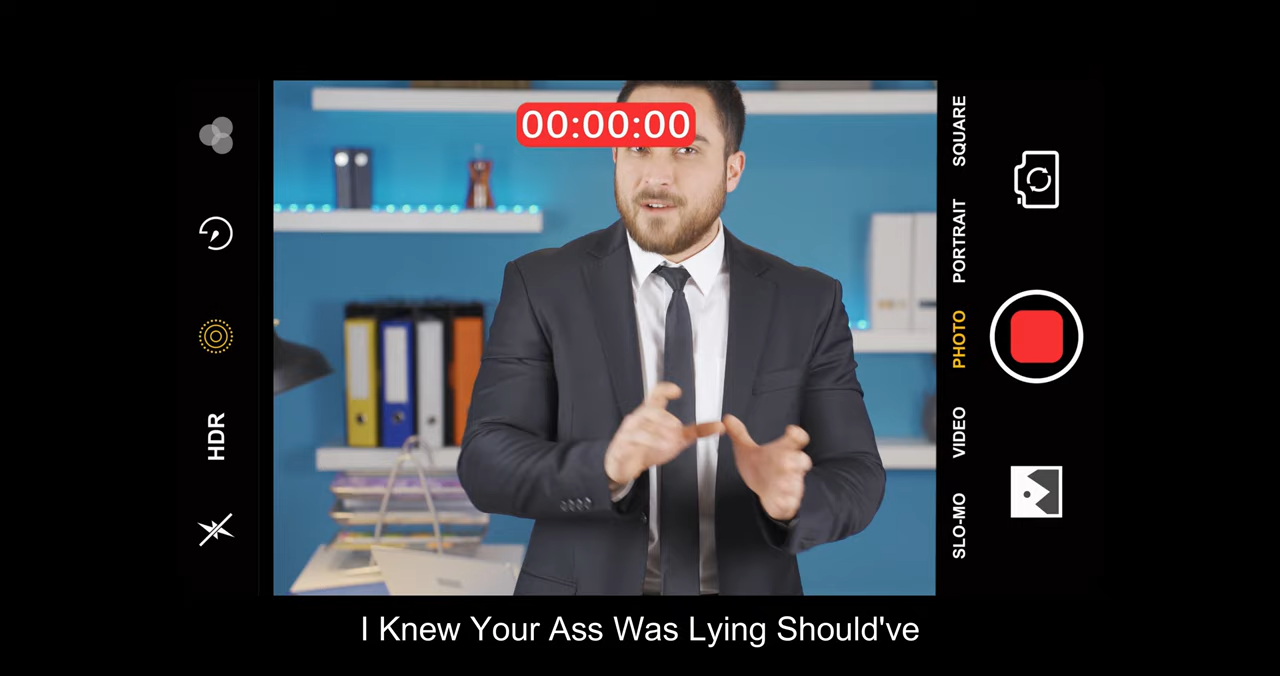 00:00:00
HDR
SQUARE
PORTRAIT
PHOTO
VIDEO
SLO-MO
I Knew Your Ass Was Lying Should've